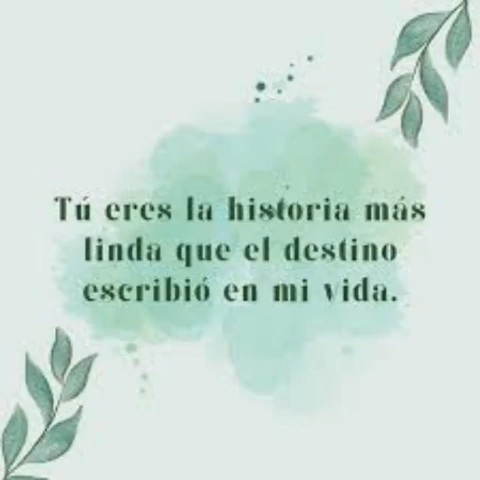 Tú eres la historia más
linda que el destino
escribió en mi vida.